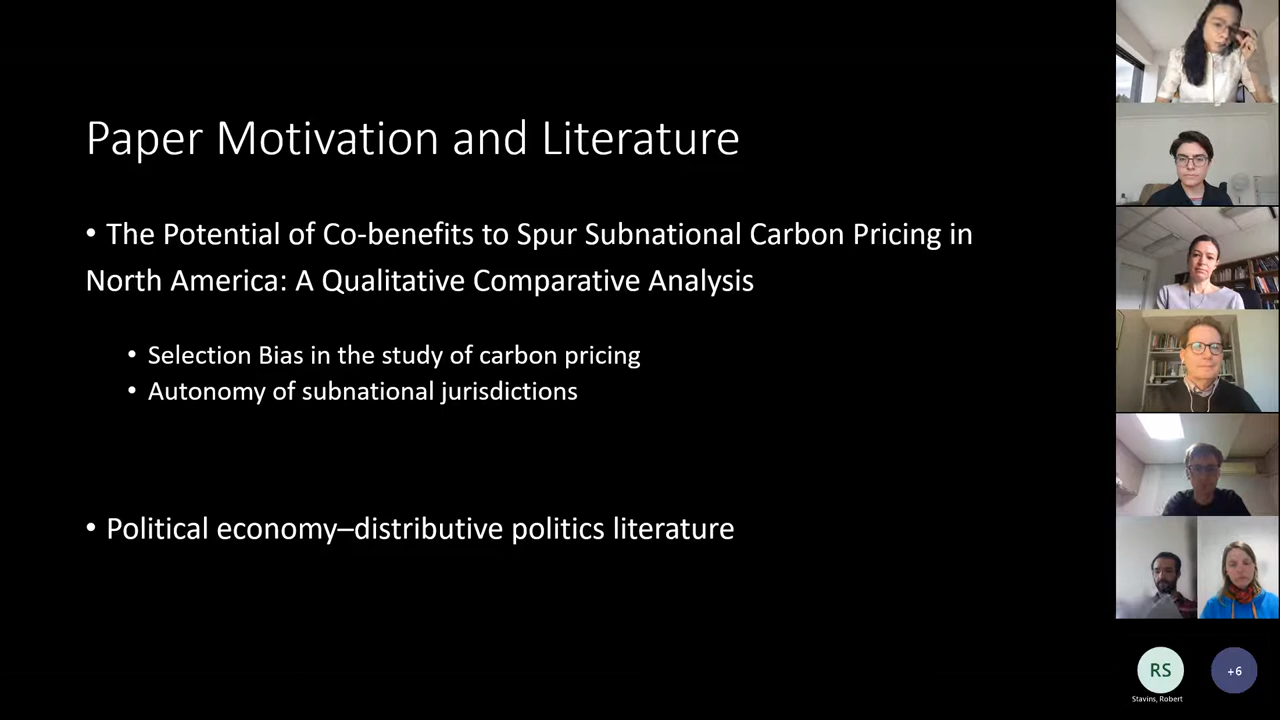 Paper Motivation and Literature
• The Potential of Co-benefits to Spur Subnational Carbon Pricing in
North America: A Qualitative Comparative Analysis
• Selection Bias in the study of carbon pricing
• Autonomy of subnational jurisdictions
• Political economy–distributive politics literature
RS
+6
Stavins, Robert